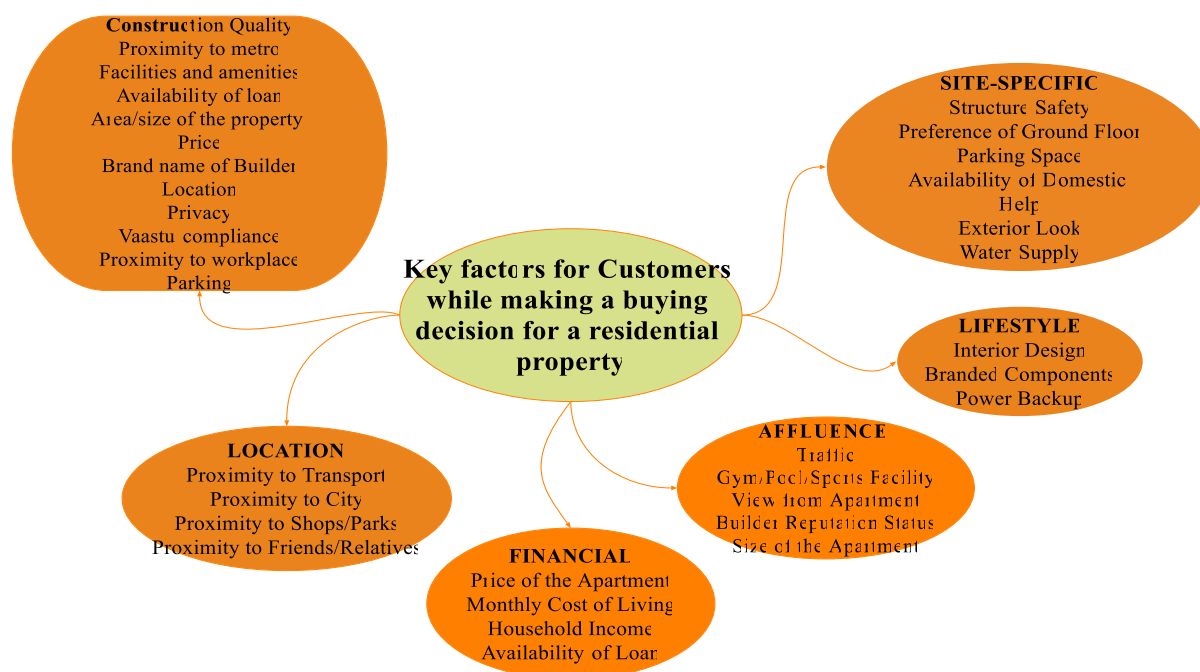 Construction Quality
Proximity to metro
Facilities and amenities
Availability of loan
Area/size of the property
Price
Brand name of Builder
Location
Privacy
Vaastu compliance
Proximity to workplace
Parking
SITE-SPECIFIC
Structure Safety
Preference of Ground Floor
Parking Space
Availability of Domestic
Help
Exterior Look
Water Supply
Key factors for Customers
while making a buying
decision for a residential
property
LIFESTYLE
Interior Design
Branded Components
Power Backup
LOCATION
Proximity to Transport
Proximity to City
Proximity to Shops/Parks
Proximity to Friends/Relatives
AFFLUENCE
Traffic
Gym/Pool/Sports Facility
View from Apartment
Builder Reputation Status
Size of the Apartment
FINANCIAL
Price of the Apartment
Monthly Cost of Living
Household Income
Availability of Loan